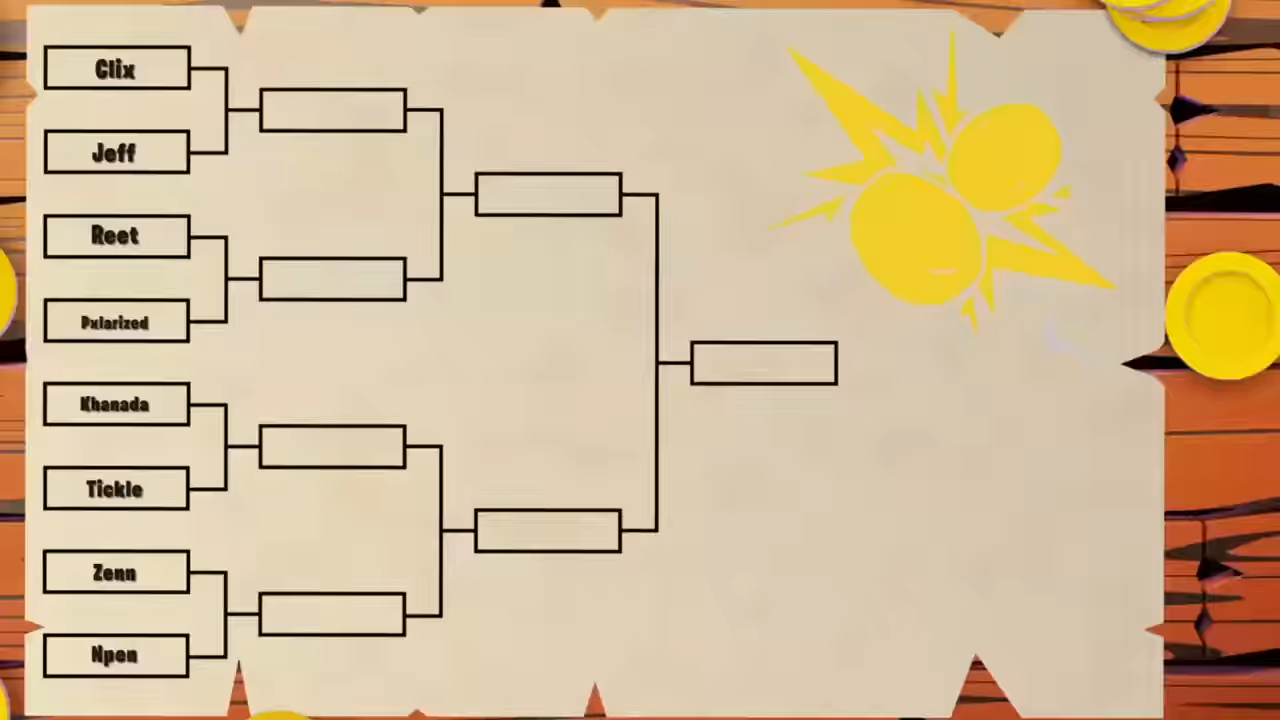 Clix
Jeff
Reet
Pxlarized
Khanada
Tickle
Zenn
Npen